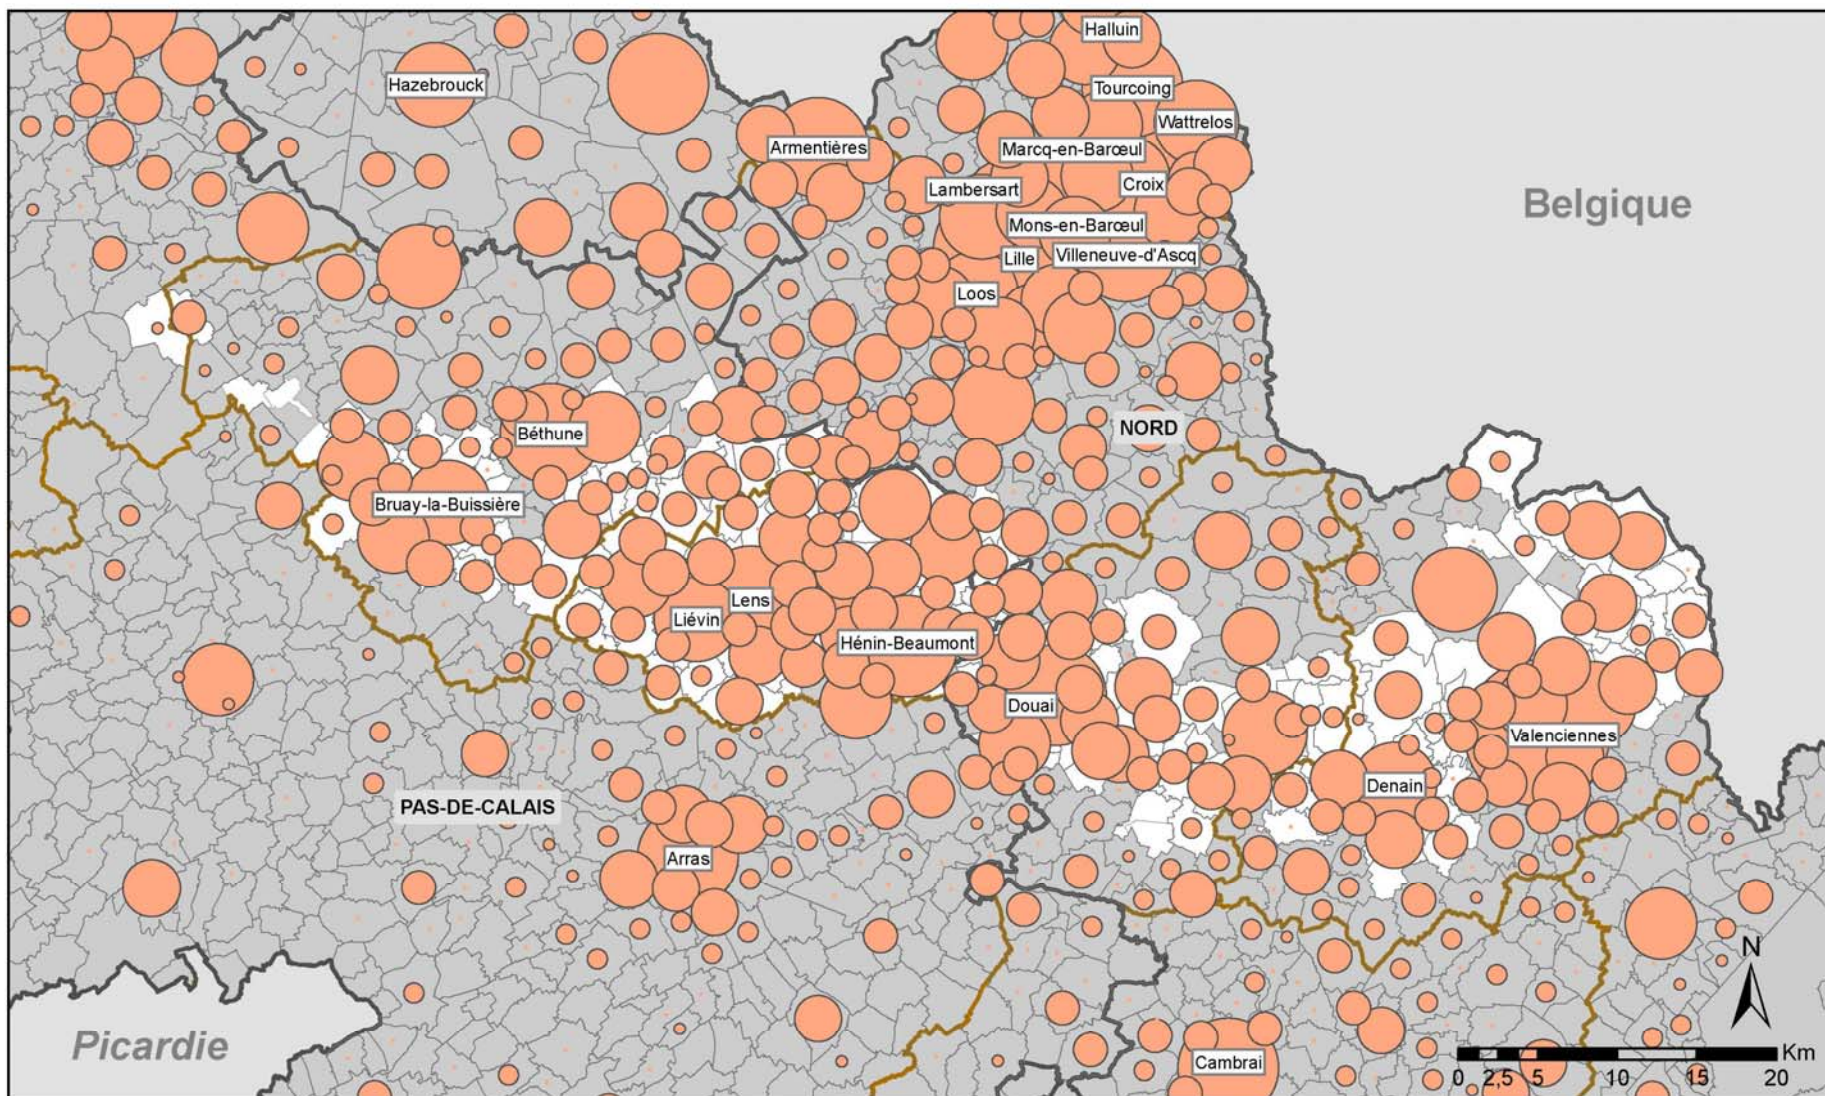 Halluin
Hazebrouck
Tourcoing
Wattrelos
Armentières
Marcq-en-Barœul
Lambersart
Croix
Belgique
Mons-en-Barœul
Lille
Villeneuve-d'Ascq
Loos
NORD
Béthune
Bruay-la-Buissière
Lens
Liévin
Hénin-Beaumont
Douai
Valenciennes
Denain
PAS-DE-CALAIS
Arras
N
Picardie
Cambrai
Km
0 2,5 5 10 15 20